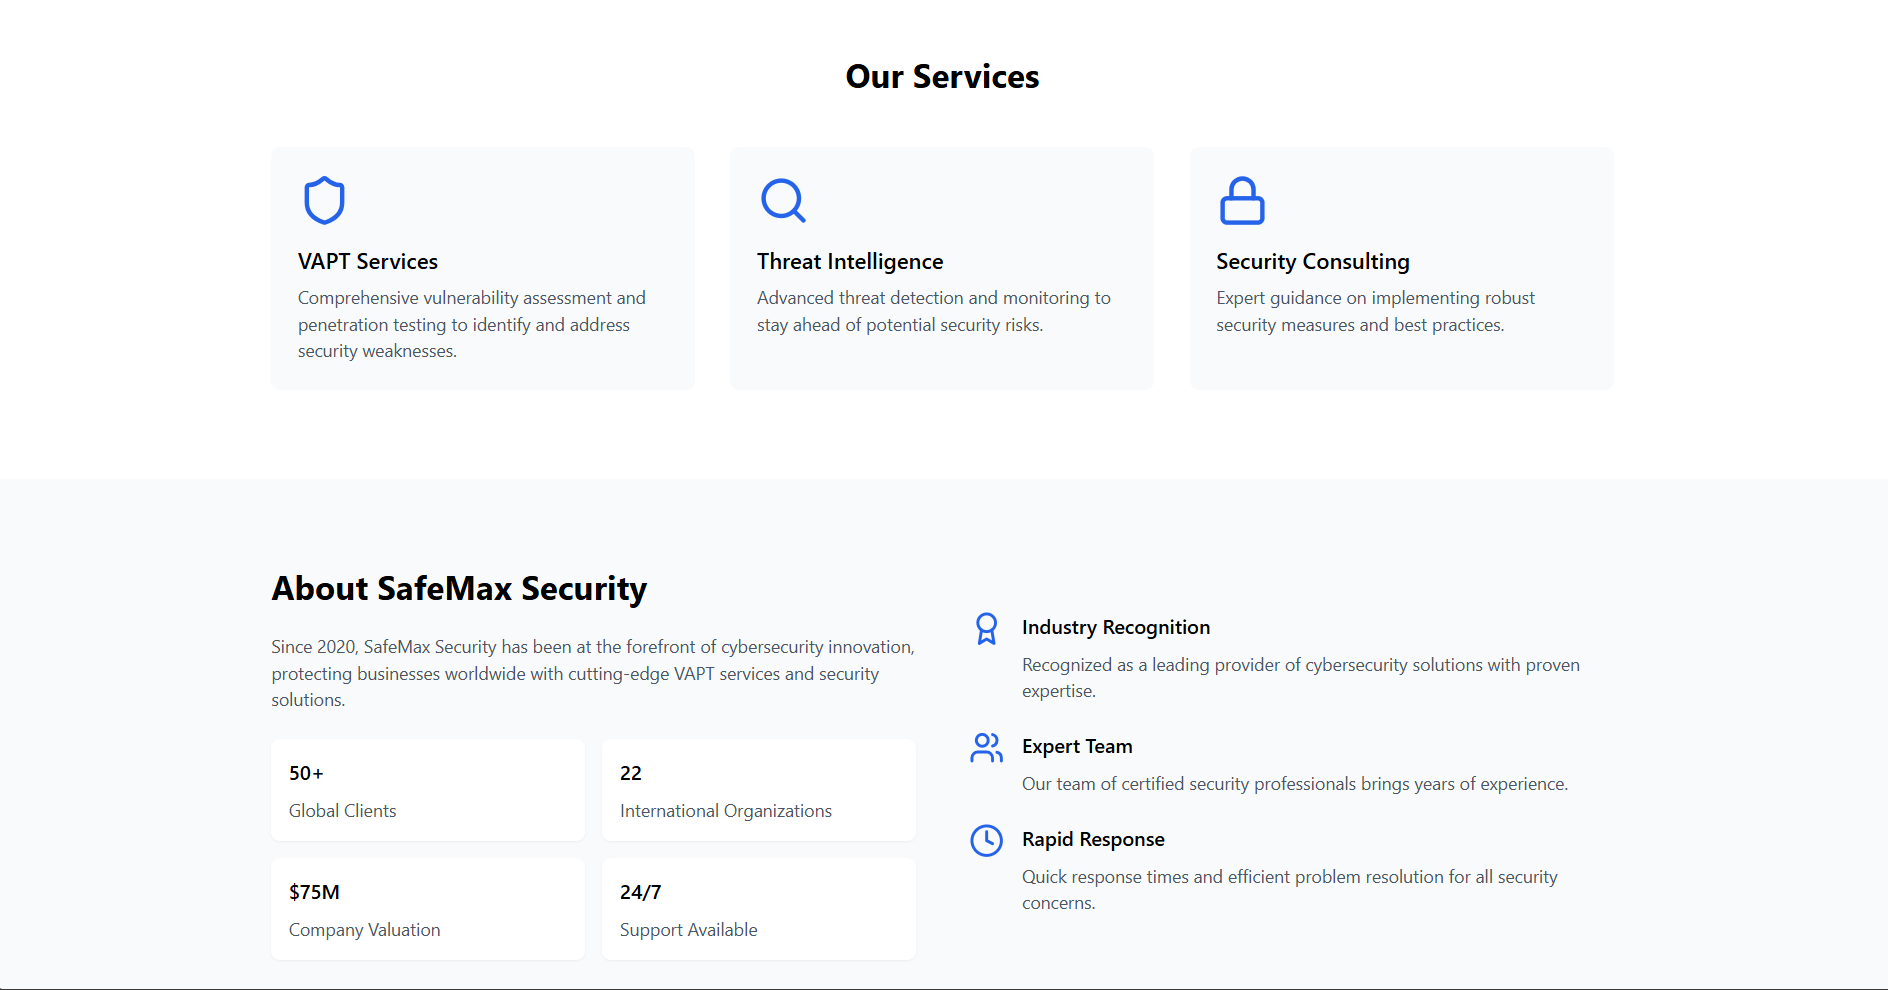 Our Services
VAPT Services
Comprehensive vulnerability assessment and
penetration testing to identify and address
security weaknesses.
Threat Intelligence
Advanced threat detection and monitoring to
stay ahead of potential security risks.
Security Consulting
Expert guidance on implementing robust
security measures and best practices.
About SafeMax Security
Since 2020, SafeMax Security has been at the forefront of cybersecurity innovation,
protecting businesses worldwide with cutting-edge VAPT services and security
solutions.
50+
Global Clients
22
International Organizations
$75M
Company Valuation
24/7
Support Available
Industry Recognition
Recognized as a leading provider of cybersecurity solutions with proven
expertise.
Expert Team
Our team of certified security professionals brings years of experience.
Rapid Response
Quick response times and efficient problem resolution for all security
concerns.